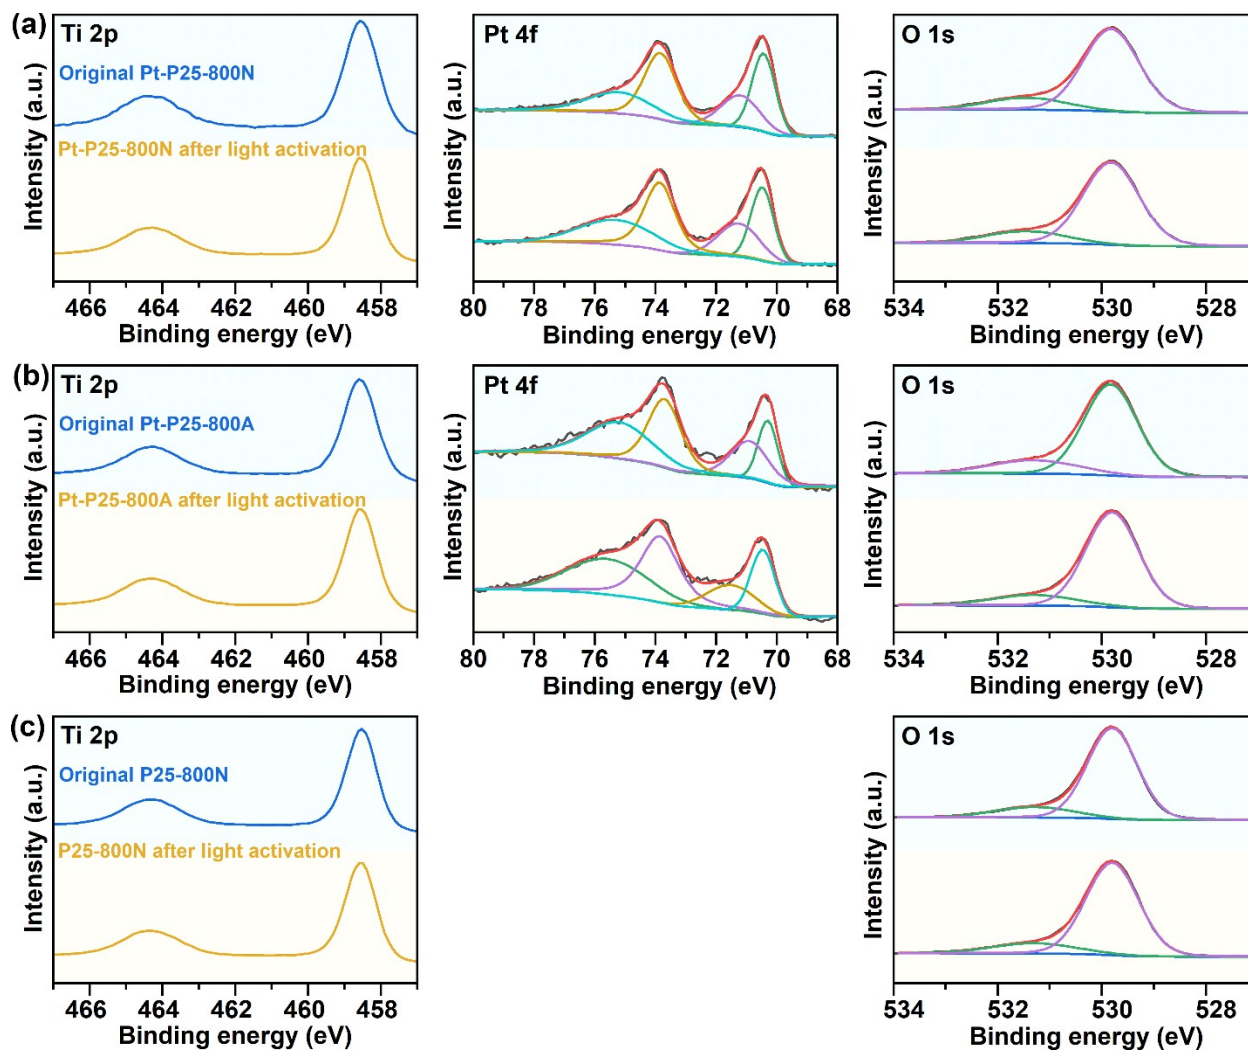 (a)
Ti 2p
Original Pt-P25-800N
Pt-P25-800N after light activation
Intensity (a.u.)
466 464 462 460 458
Binding energy (eV)
Pt 4f
Intensity (a.u.)
80 78 76 74 72 70 68
Binding energy (eV)
O 1s
Intensity (a.u.)
534 532 530 528
Binding energy (eV)
(b)
Ti 2p
Original Pt-P25-800A
Pt-P25-800A after light activation
Intensity (a.u.)
466 464 462 460 458
Binding energy (eV)
Pt 4f
Intensity (a.u.)
80 78 76 74 72 70 68
Binding energy (eV)
O 1s
Intensity (a.u.)
534 532 530 528
Binding energy (eV)
(c)
Ti 2p
Original P25-800N
P25-800N after light activation
Intensity (a.u.)
466 464 462 460 458
Binding energy (eV)
O 1s
Intensity (a.u.)
534 532 530 528
Binding energy (eV)